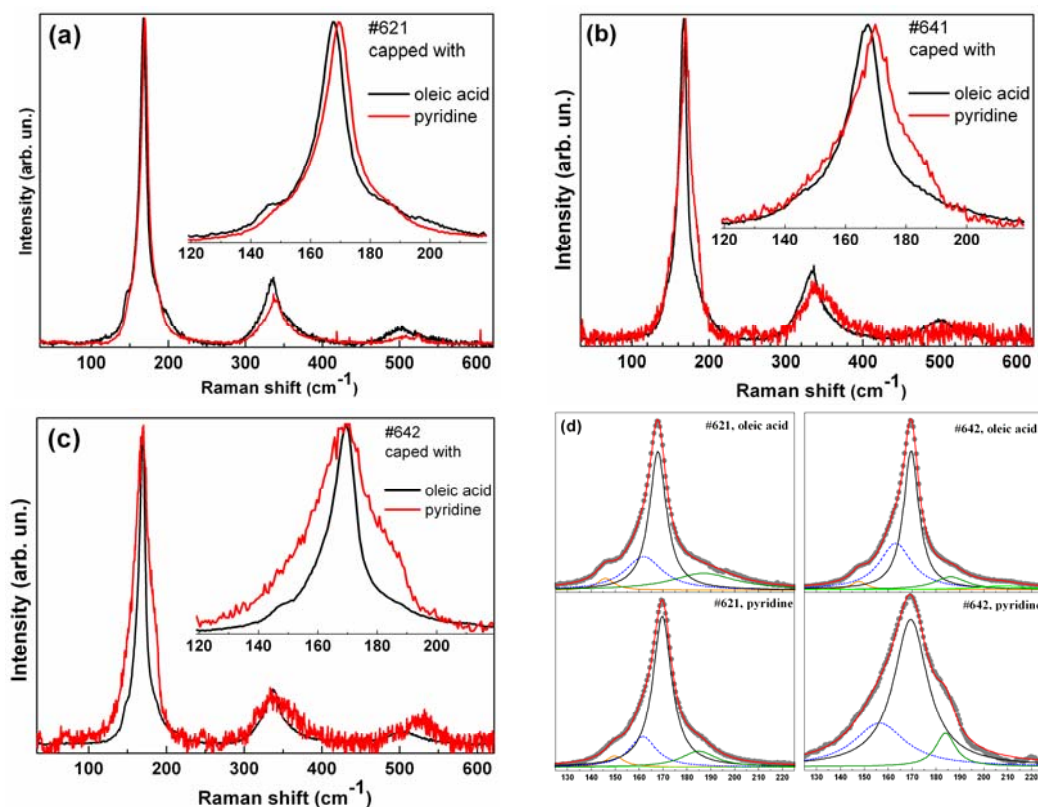 (a)
#621
capped with
oleic acid
pyridine
120 140 160 180 200
Intensity (arb. un.)
100 200 300 400 500 600
Raman shift (cm-1)
(b)
#641
caped with
oleic acid
pyridine
120 140 160 180 200
Intensity (arb. un.)
100 200 300 400 500 600
Raman shift (cm-1)
(c)
#642
caped with
oleic acid
pyridine
120 140 160 180 200
Intensity (arb. un.)
100 200 300 400 500 600
Raman shift (cm-1)
(d)
#621, oleic acid
#642, oleic acid
#621, pyridine
#642, pyridine
130 140 150 160 170 180 190 200 210 220
130 140 150 160 170 180 190 200 210 220